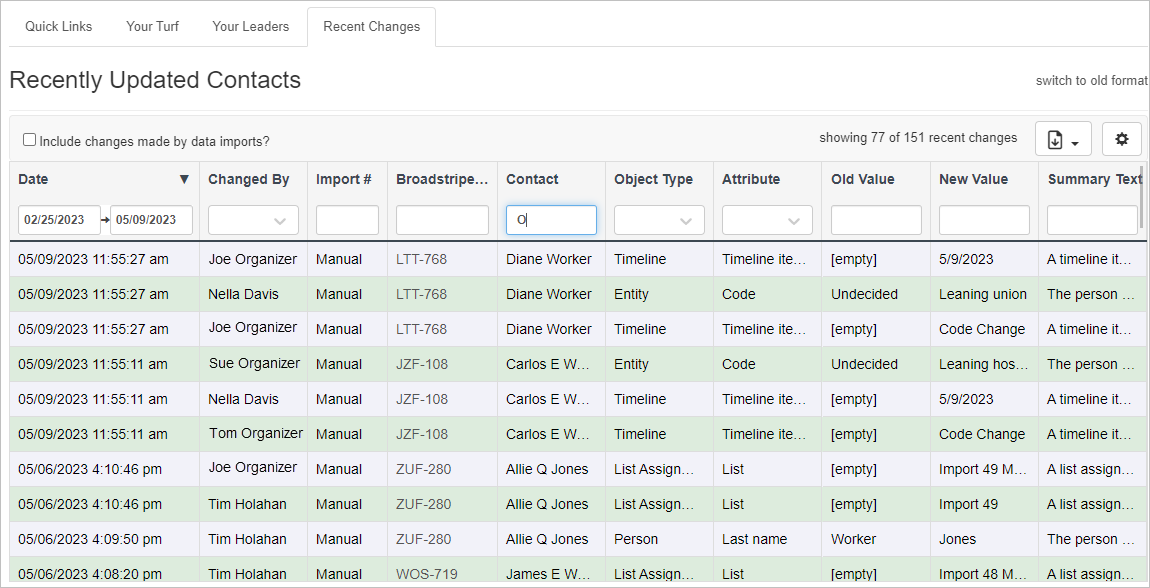 Quick Links Your Turf Your Leaders Recent Changes
Recently Updated Contacts switch to old format
Include changes made by data imports? showing 77 of 151 recent changes
Date ▼ Changed By Import # Broadstripe... Contact Object Type Attribute Old Value New Value Summary Text
02/25/2023 → 05/09/2023 O
05/09/2023 11:55:27 am Joe Organizer Manual LTT-768 Diane Worker Timeline Timeline ite... [empty] 5/9/2023 A timeline it...
05/09/2023 11:55:27 am Nella Davis Manual LTT-768 Diane Worker Entity Code Undecided Leaning union The person ...
05/09/2023 11:55:27 am Joe Organizer Manual LTT-768 Diane Worker Timeline Timeline ite... [empty] Code Change A timeline it...
05/09/2023 11:55:11 am Sue Organizer Manual JZF-108 Carlos E W... Entity Code Undecided Leaning hos... The person ...
05/09/2023 11:55:11 am Nella Davis Manual JZF-108 Carlos E W... Timeline Timeline ite... [empty] 5/9/2023 A timeline it...
05/09/2023 11:55:11 am Tom Organizer Manual JZF-108 Carlos E W... Timeline Timeline ite... [empty] Code Change A timeline it...
05/06/2023 4:10:46 pm Joe Organizer Manual ZUF-280 Allie Q Jones List Assign... List [empty] Import 49 M... A list assign...
05/06/2023 4:10:46 pm Tim Holahan Manual ZUF-280 Allie Q Jones List Assign... List [empty] Import 49 A list assign...
05/06/2023 4:09:50 pm Tim Holahan Manual ZUF-280 Allie Q Jones Person Last name Worker Jones The person ...
05/06/2023 4:08:20 pm Tim Holahan Manual WOS-719 James E W... List Assign... List [empty] Import 48 M... A list assign...